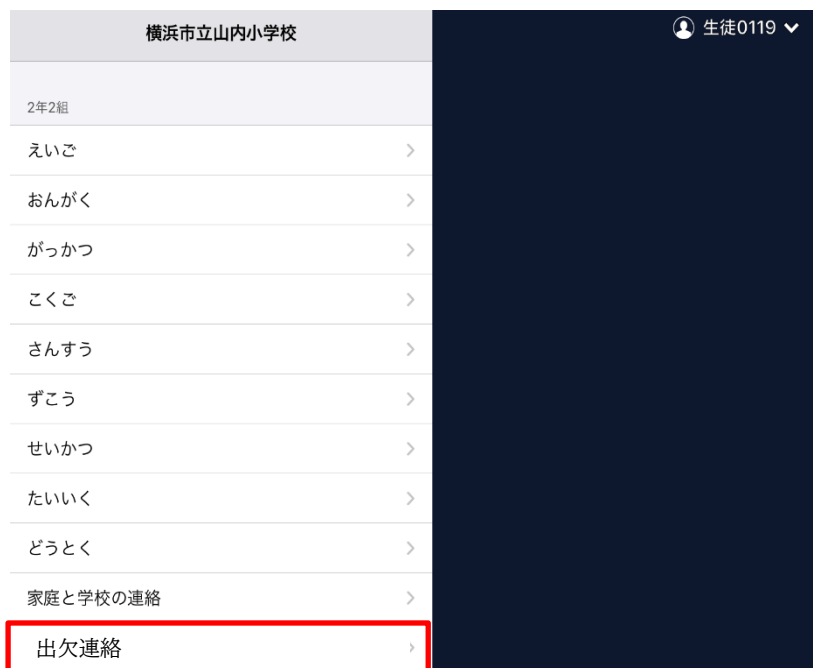 横浜市立山内小学校
生徒0119
2年2組
えいご
おんがく
がっかつ
こくご
さんすう
ずこう
せいかつ
たいいく
どうとく
家庭と学校の連絡
出欠連絡